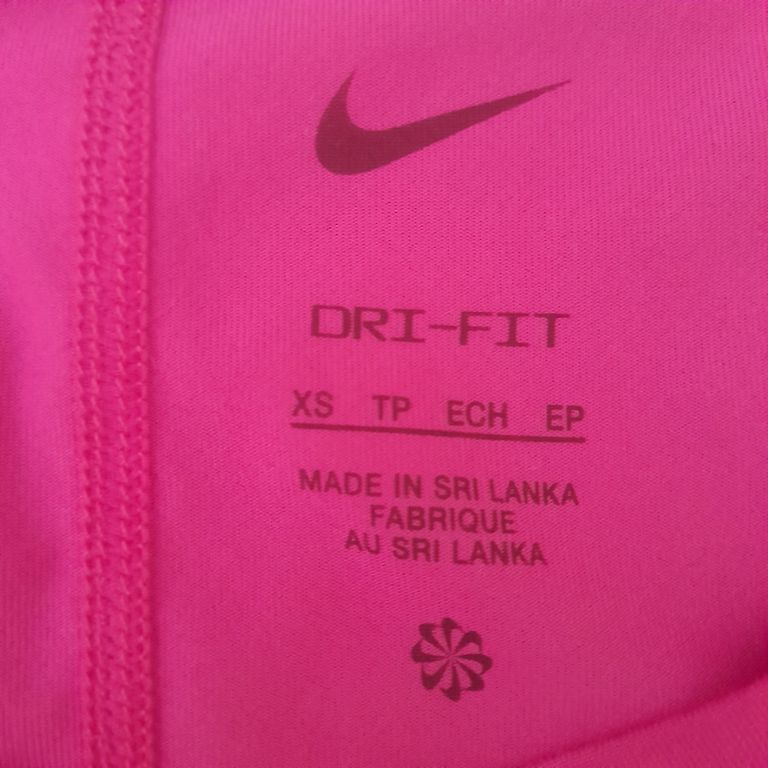 DRI-FIT
XS TP ECH EP
MADE IN SRI LANKA
FABRIQUE
AU SRI LANKA